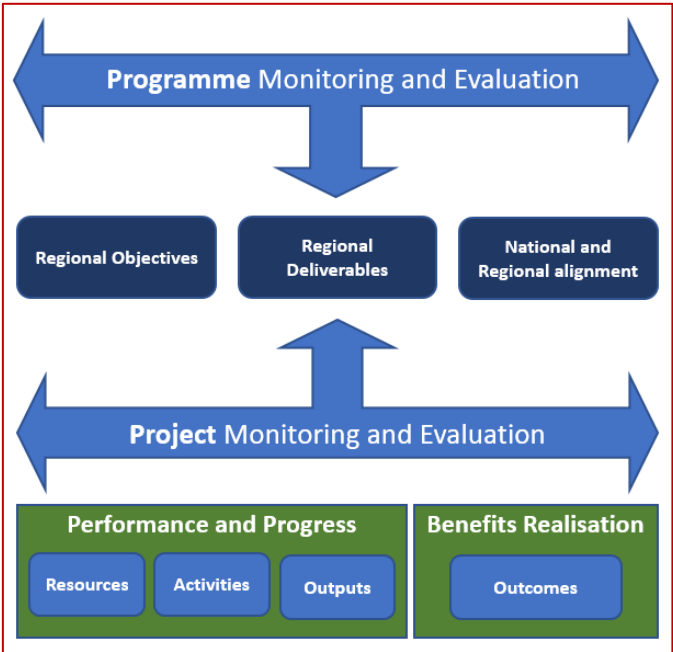 Programme Monitoring and Evaluation
Regional Objectives
Regional
Deliverables
National and
Regional alignment
Project Monitoring and Evaluation
Performance and Progress
Resources
Activities
Outputs
Benefits Realisation
Outcomes